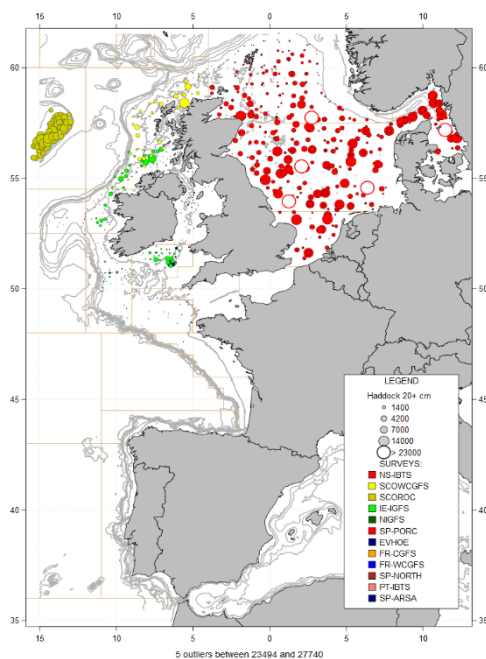 15 10 5 0 5 10
60 60
55 55
50 50
45 45
40 40
35 35
LEGEND
Haddock 20+ cm
1400
4200
7000
14000
> 23000
SURVEYS:
NS-IBTS
SCOWCGFS
SCOROC
IE-IGFS
NIGFS
SP-PORC
EVHOE
FR-CGFS
FR-WCGFS
SP-NORTH
PT-IBTS
SP-ARSA
15 10 5 0 5 10
5 outliers between 23494 and 27740